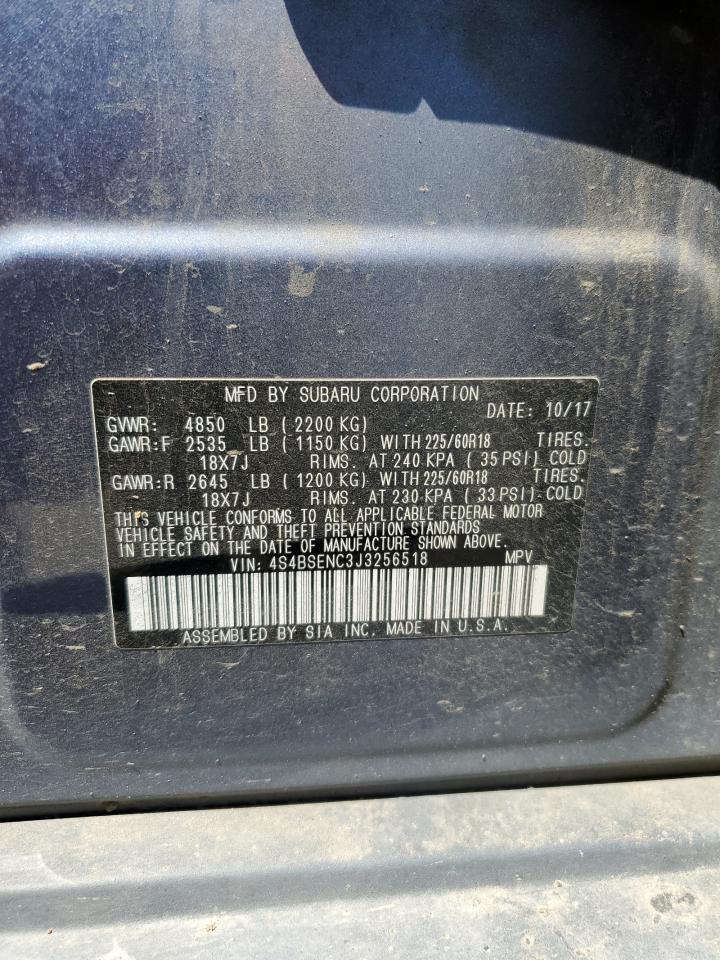 MFD BY SUBARU CORPORATION
GVWR: 4850 LB ( 2200 KG) DATE: 10/17
GAWR:F 2535 LB ( 1150 KG) WITH 225/60R18 TIRES.
18X7J RIMS. AT 240 KPA ( 35 PSI) COLD
GAWR:R 2645 LB ( 1200 KG) WITH 225/60R18 TIRES.
18X7J RIMS. AT 230 KPA ( 33 PSI) COLD
THIS VEHICLE CONFORMS TO ALL APPLICABLE FEDERAL MOTOR
VEHICLE SAFETY AND THEFT PREVENTION STANDARDS
IN EFFECT ON THE DATE OF MANUFACTURE SHOWN ABOVE.
VIN: 4S4BSENC3J3256518 MPV
ASSEMBLED BY SIA INC. MADE IN U.S.A.